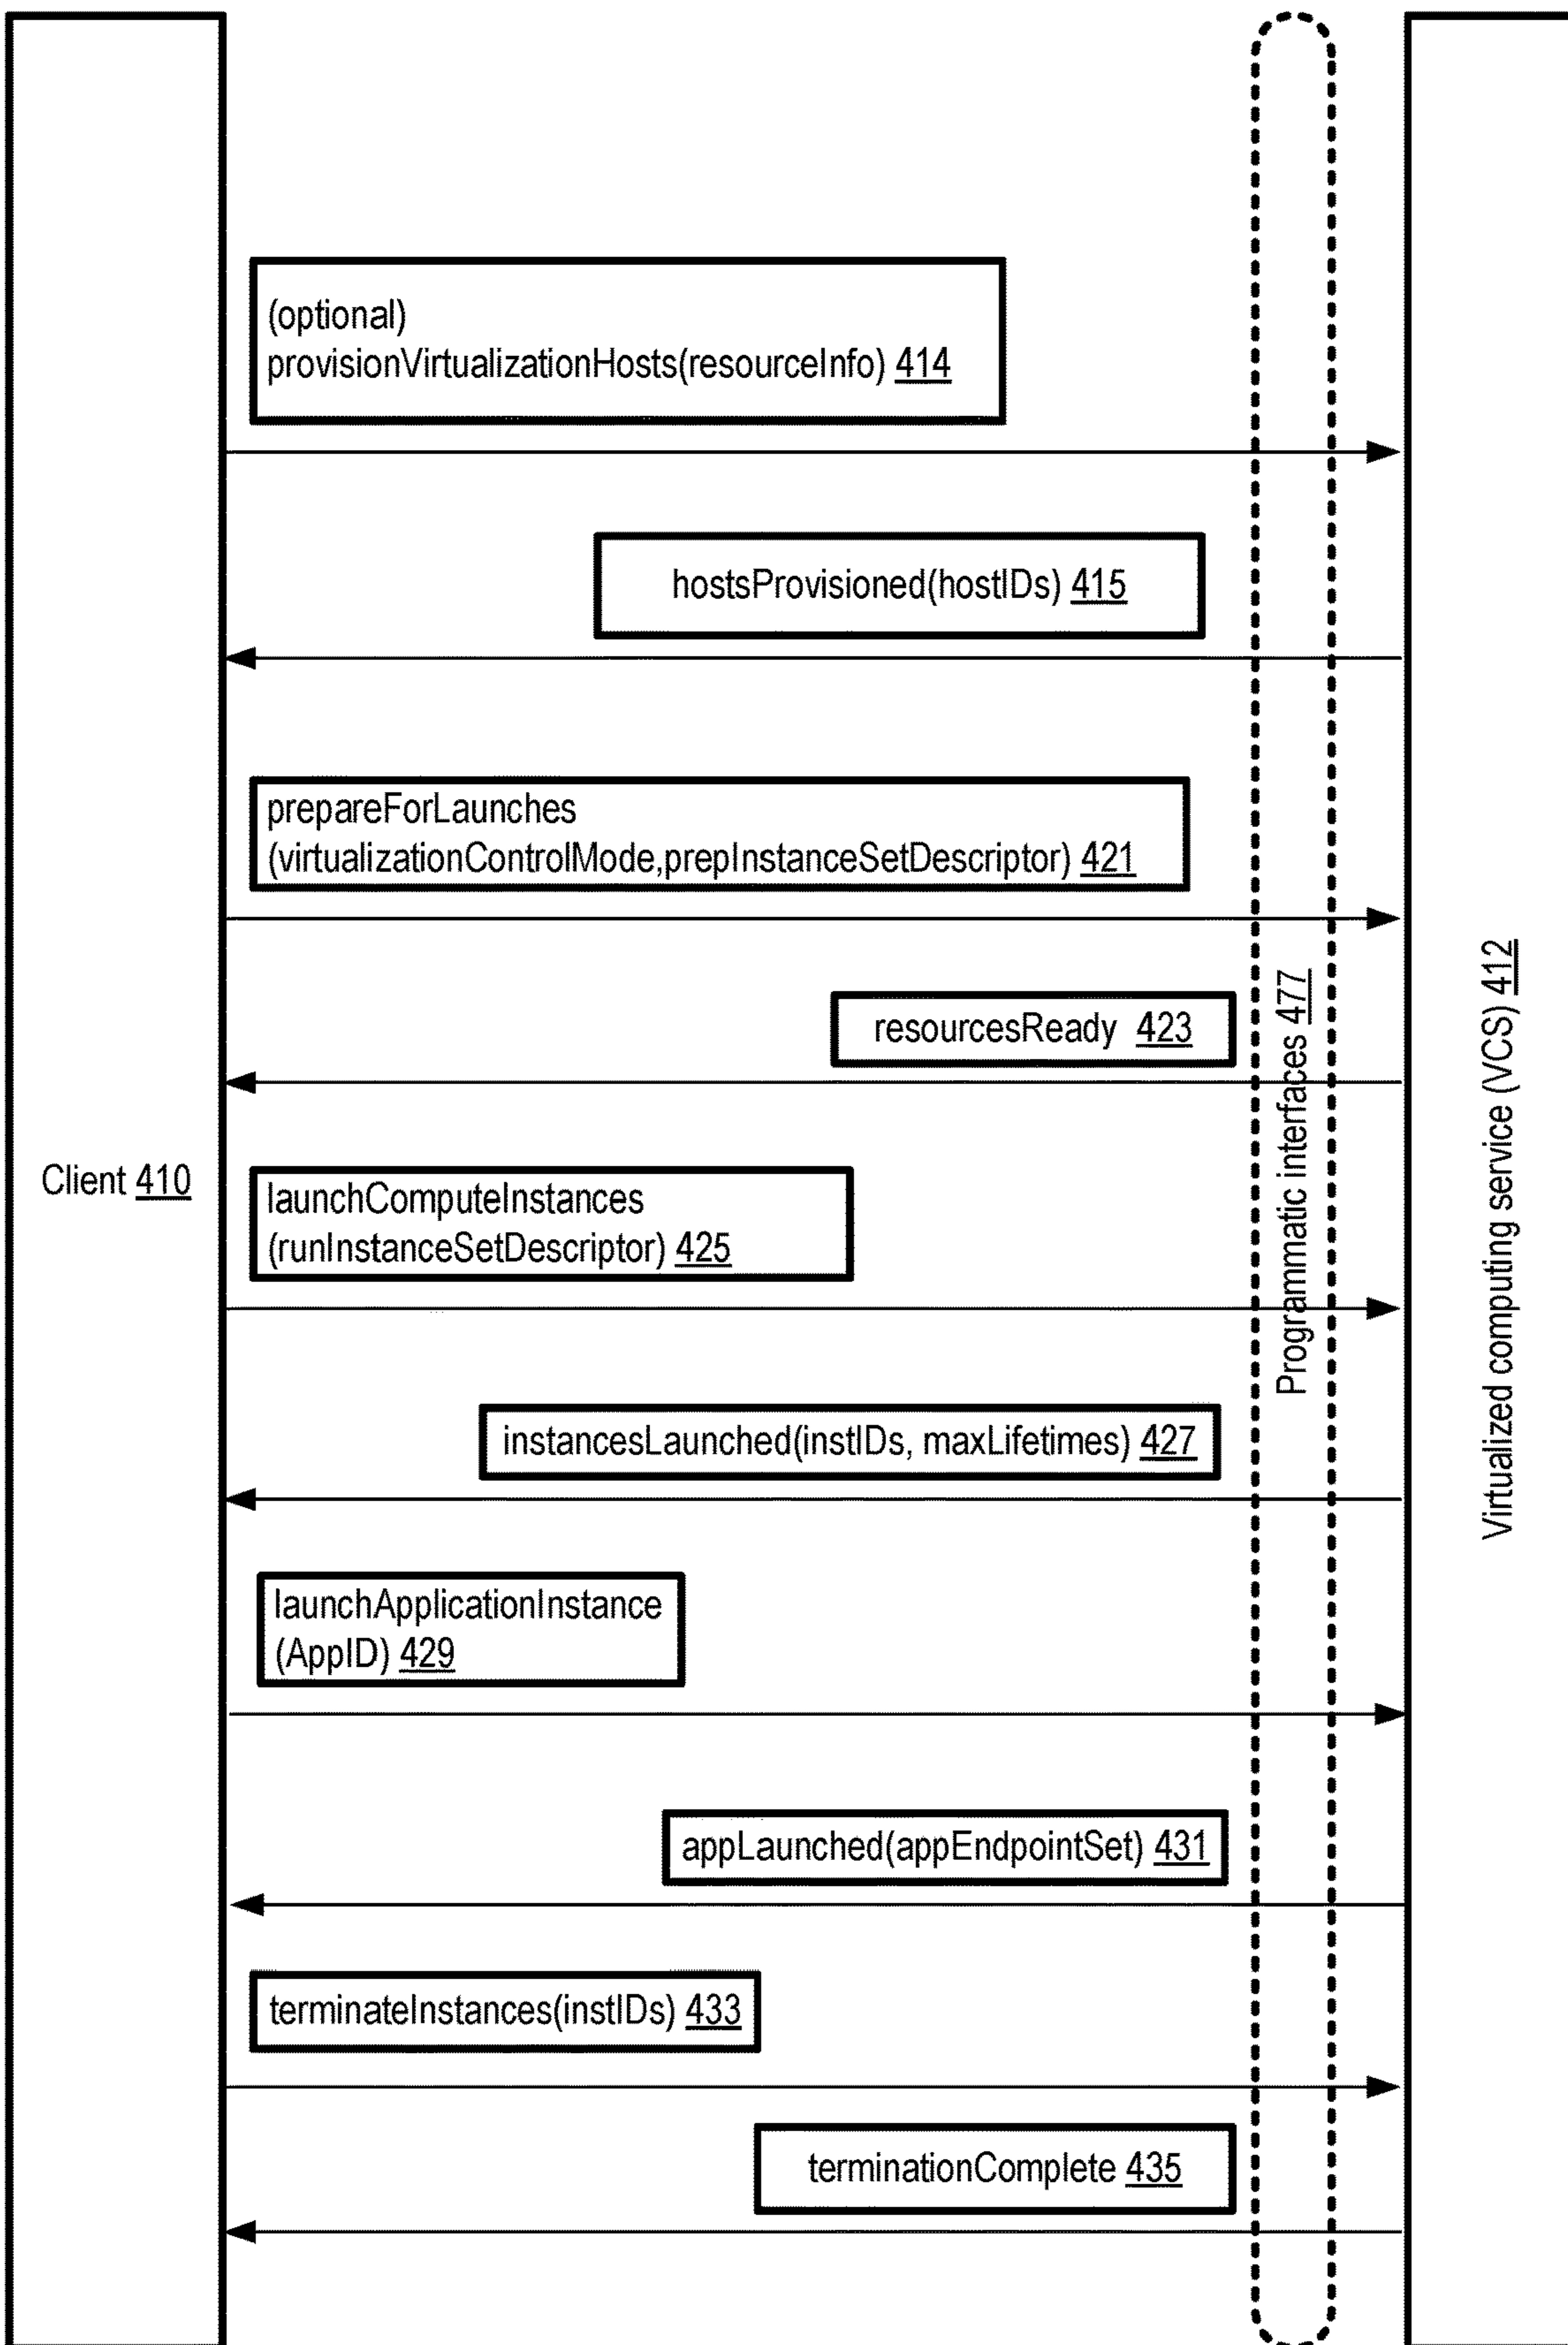 (optional)
provisionVirtualizationHosts(resourceInfo) 414
hostsProvisioned(hostIDs) 415
prepareForLaunches
(virtualizationControlMode,prepInstanceSetDescriptor) 421
resourcesReady 423
Client 410
launchComputeInstances
(runInstanceSetDescriptor) 425
Programmatic interfaces 477
Virtualized computing service (VCS) 412
instancesLaunched(instIDs, maxLifetimes) 427
launchApplicationInstance
(AppID) 429
appLaunched(appEndpointSet) 431
terminateInstances(instIDs) 433
terminationComplete 435